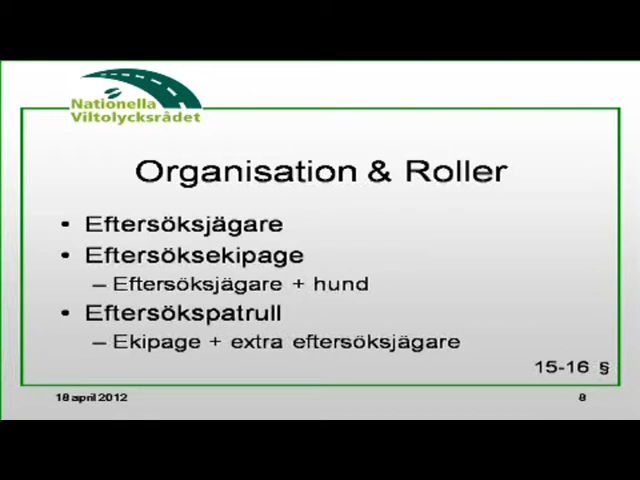 Nationella
Viltolycksrådet
Organisation & Roller
• Eftersöksjägare
• Eftersöksekipage
– Eftersöksjägare + hund
• Eftersökspatrull
– Ekipage + extra eftersöksjägare
15-16 §
18 april 2012
8